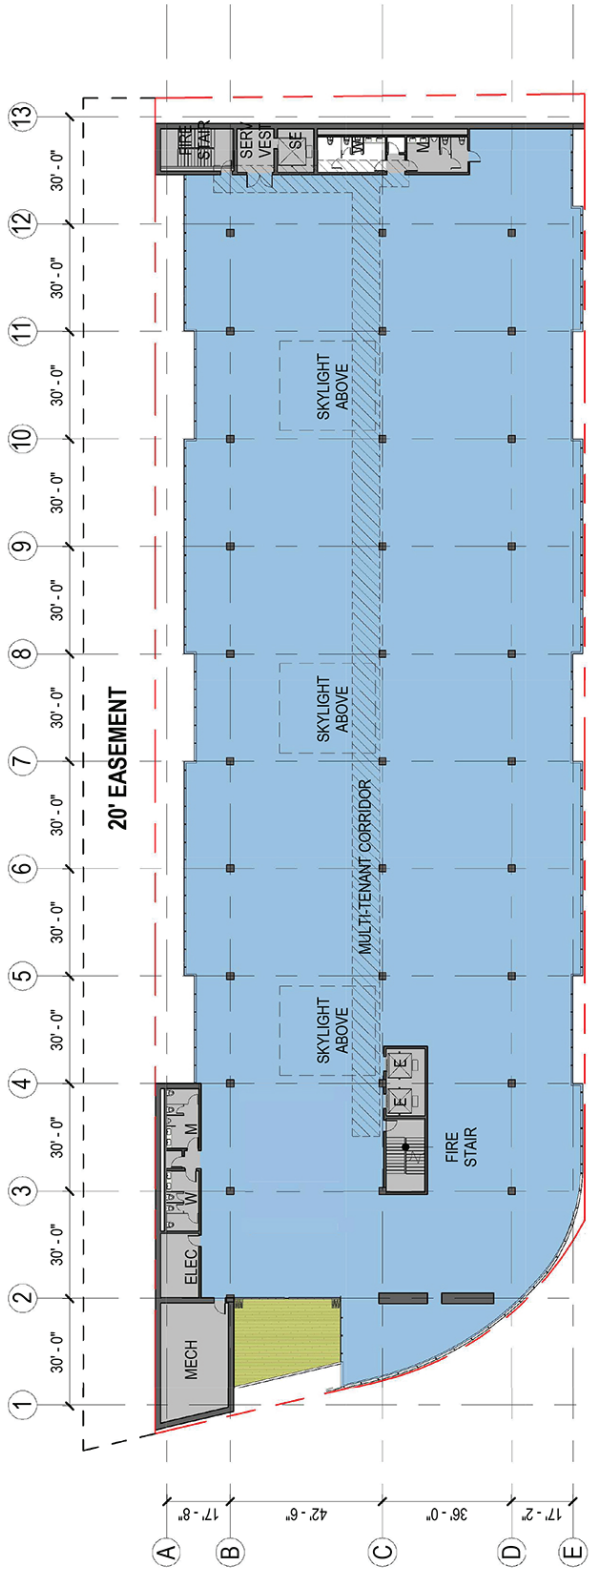 13
30' - 0"
12
30' - 0"
11
30' - 0"
10
30' - 0"
9
30' - 0"
8
30' - 0"
7
30' - 0"
6
30' - 0"
5
30' - 0"
4
30' - 0"
3
30' - 0"
2
30' - 0"
1
20' EASEMENT
FIRE
STAIR
SERV
VEST
SE
W
M
SKYLIGHT
ABOVE
SKYLIGHT
ABOVE
SKYLIGHT
ABOVE
MULTI-TENANT CORRIDOR
M
W
ELEC
MECH
E
E
FIRE
STAIR
A
17' - 8"
B
42' - 6"
C
36' - 0"
D
17' - 2"
E